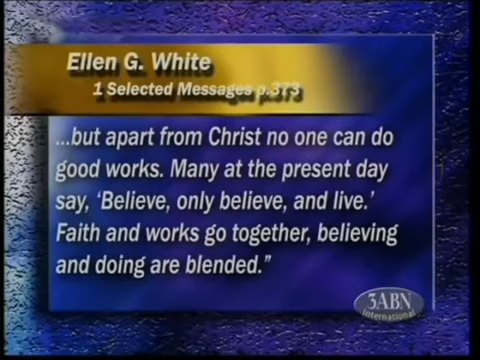 Ellen G. White
1 Selected Messages p.373
...but apart from Christ no one can do
good works. Many at the present day
say, ‘Believe, only believe, and live.’
Faith and works go together, believing
and doing are blended.”
3ABN
International